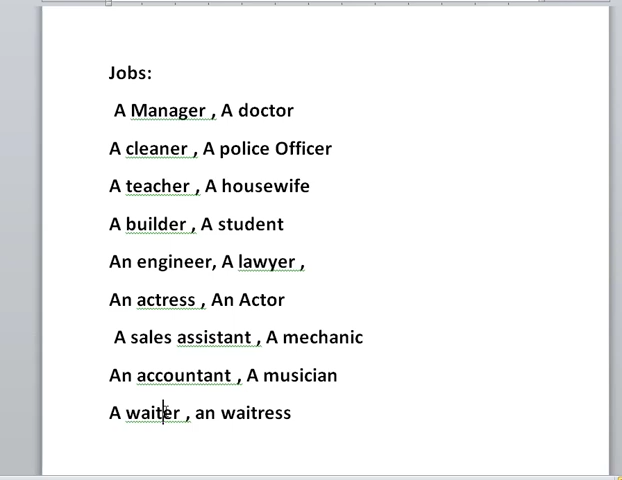 Jobs:
A Manager , A doctor
A cleaner , A police Officer
A teacher , A housewife
A builder , A student
An engineer, A lawyer ,
An actress , An Actor
A sales assistant , A mechanic
An accountant , A musician
A waiter , an waitress